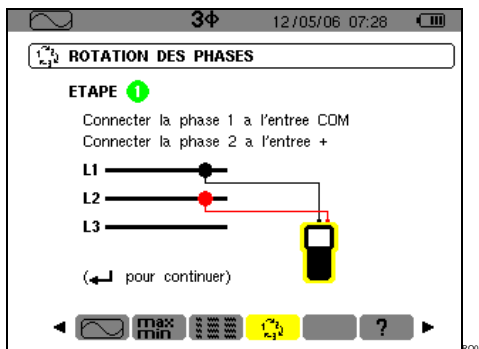 3Φ 12/05/06 07:28
ROTATION DES PHASES
ETAPE 1
Connecter la phase 1 a l'entree COM
Connecter la phase 2 a l'entree +
L1
L2
L3
(↵ pour continuer)
max min ?